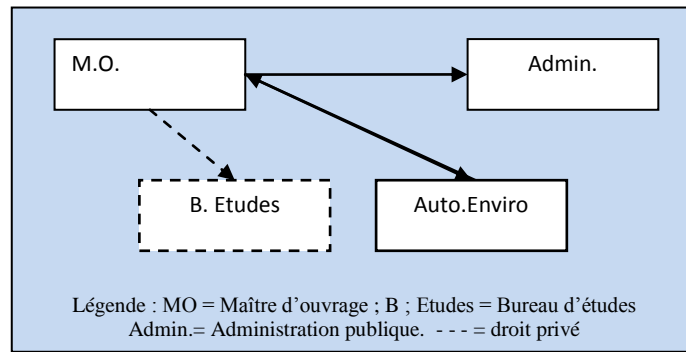 M.O.
Admin.
B. Etudes
Auto.Enviro
Légende : MO = Maître d’ouvrage ; B ; Etudes = Bureau d’études
Admin.= Administration publique. - - - = droit privé